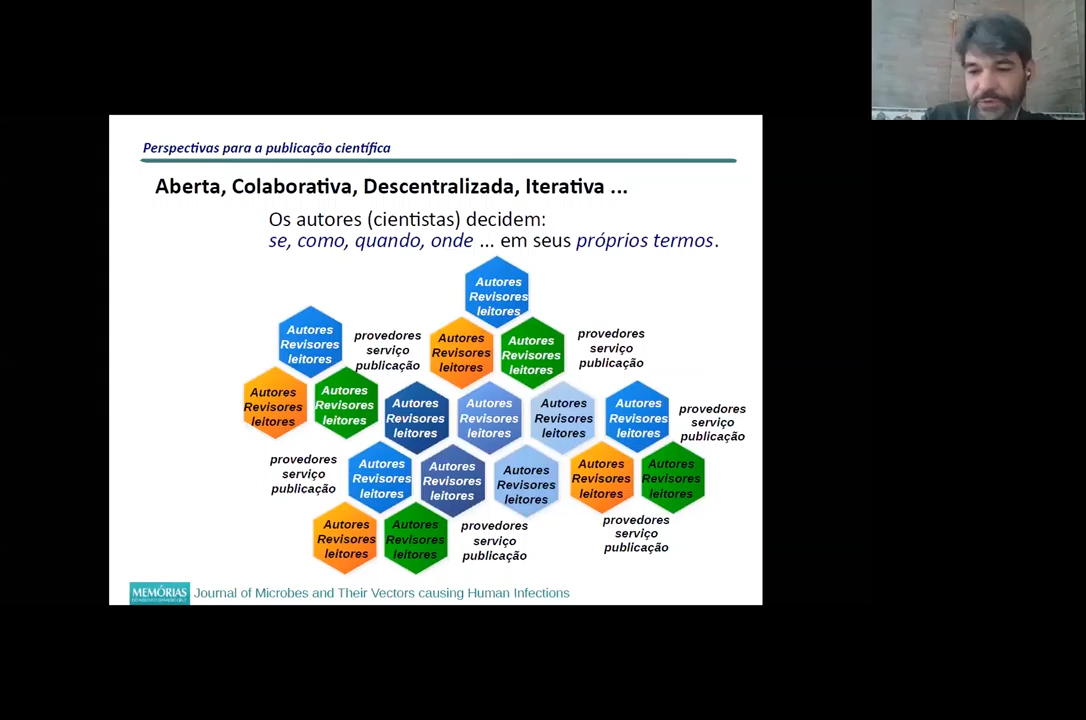 Perspectivas para a publicação científica
Aberta, Colaborativa, Descentralizada, Iterativa ...
Os autores (cientistas) decidem:
se, como, quando, onde ... em seus próprios termos.
Autores
Revisores
leitores
Autores
Revisores
leitores
provedores
serviço
publicação
Autores
Revisores
leitores
Autores
Revisores
leitores
provedores
serviço
publicação
Autores
Revisores
leitores
Autores
Revisores
leitores
Autores
Revisores
leitores
Autores
Revisores
leitores
Autores
Revisores
leitores
Autores
Revisores
leitores
provedores
serviço
publicação
provedores
serviço
publicação
Autores
Revisores
leitores
Autores
Revisores
leitores
Autores
Revisores
leitores
Autores
Revisores
leitores
Autores
Revisores
leitores
Autores
Revisores
leitores
Autores
Revisores
leitores
provedores
serviço
publicação
provedores
serviço
publicação
MEMÓRIAS
Journal of Microbes and Their Vectors causing Human Infections